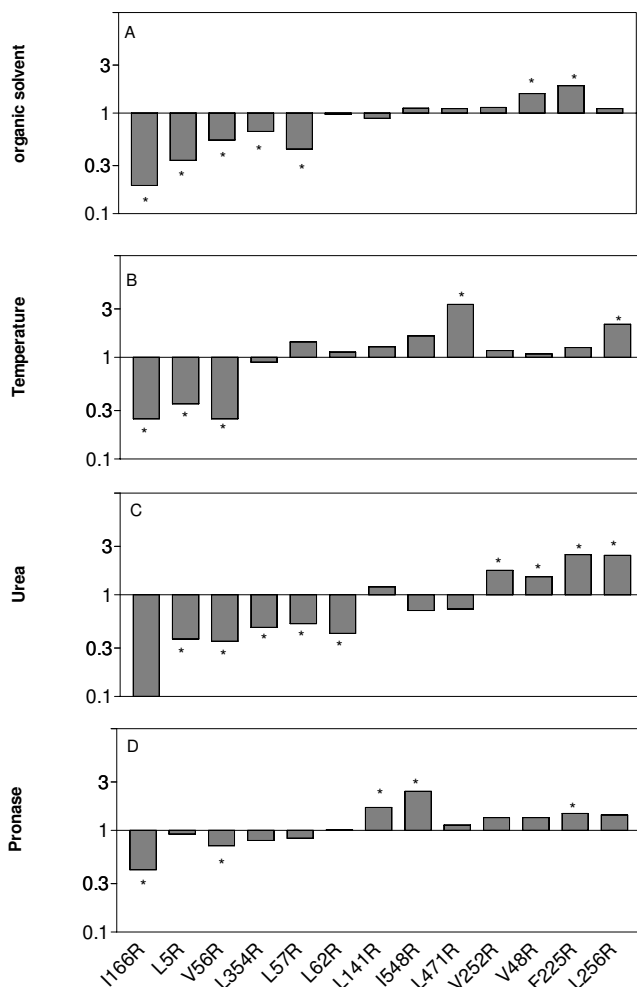 A
organic solvent
3
1
0.3
0.1
* * * * * * *
B
Temperature
3
1
0.3
0.1
* * * * *
C
Urea
3
1
0.3
0.1
* * * * * * * * *
D
Pronase
3
1
0.3
0.1
* * * * *
I166R L5R V56R L354R L57R L62R L141R I548R L471R V252R V48R F225R L256R